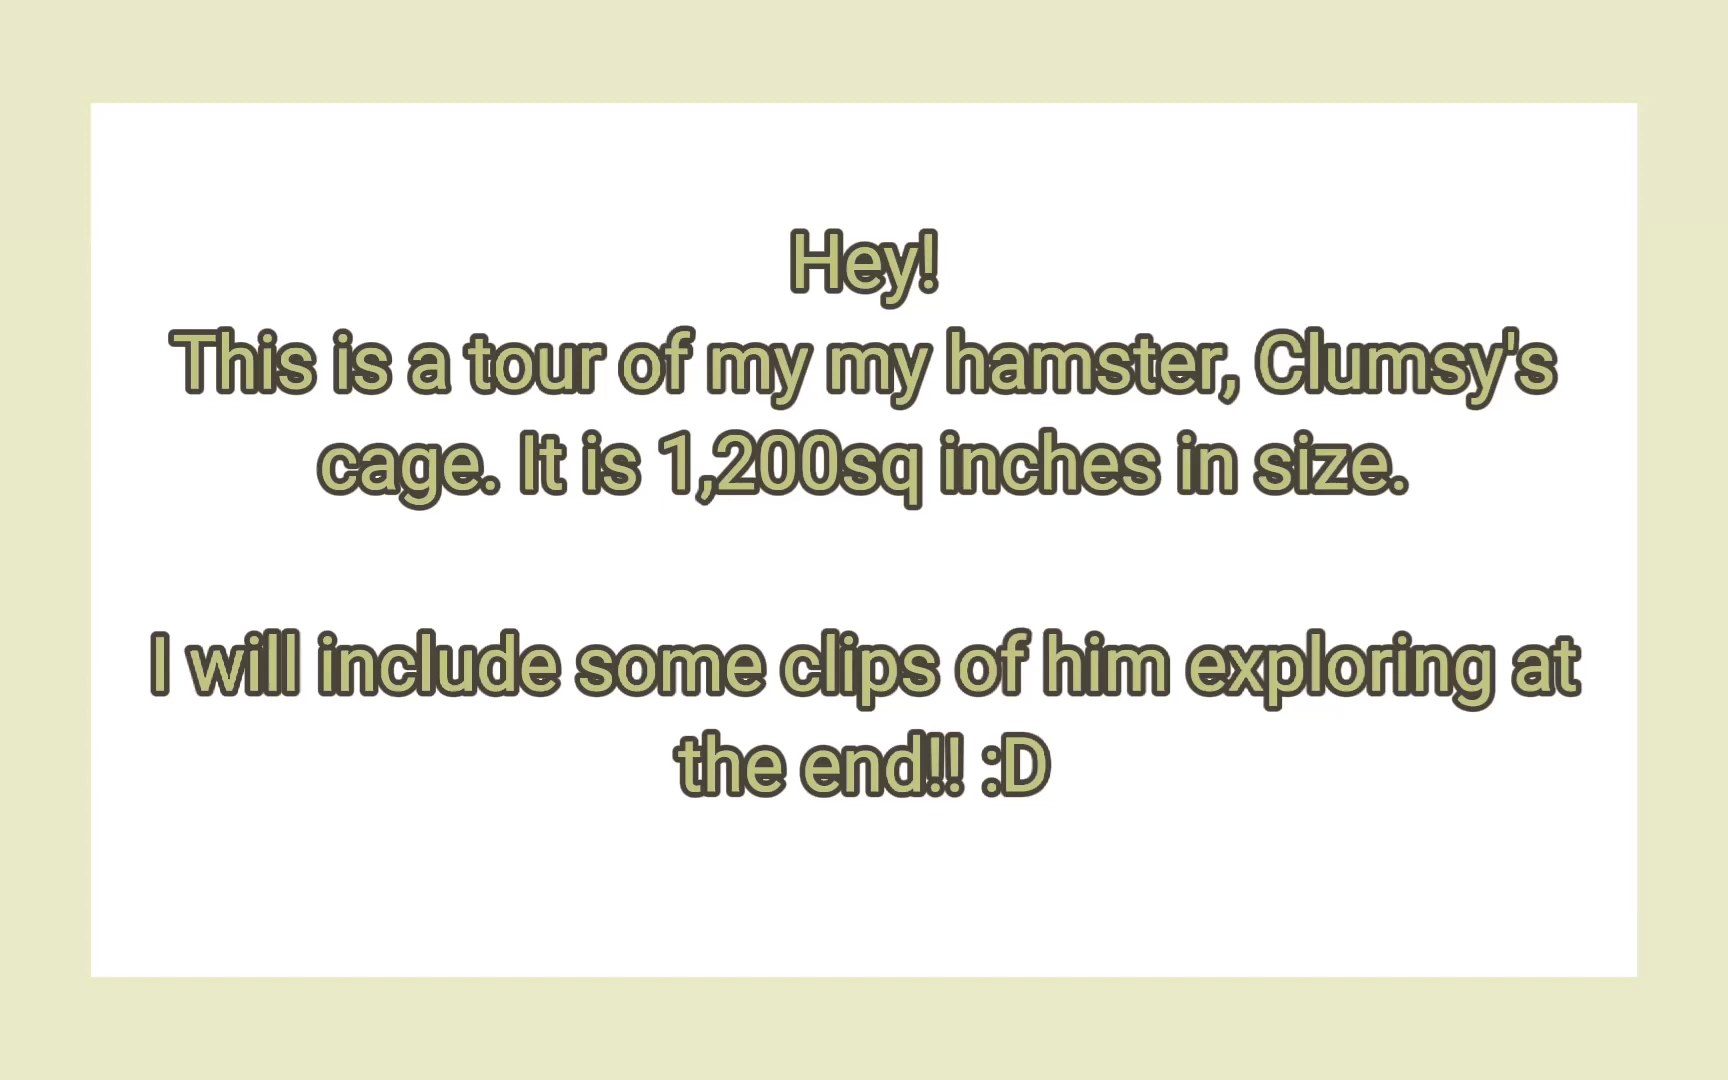 Hey!
This is a tour of my my hamster, Clumsy's
cage. It is 1,200sq inches in size.
I will include some clips of him exploring at
the end!! :D